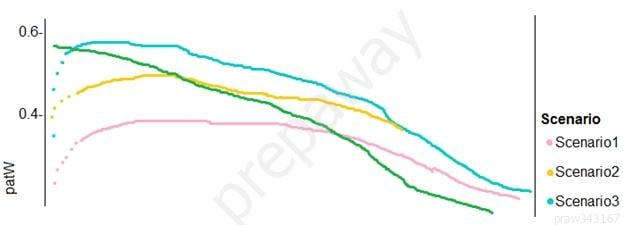 0.6-
0.4-
patW
prepaway
Scenario
Scenario1
Scenario2
Scenario3
praw343167